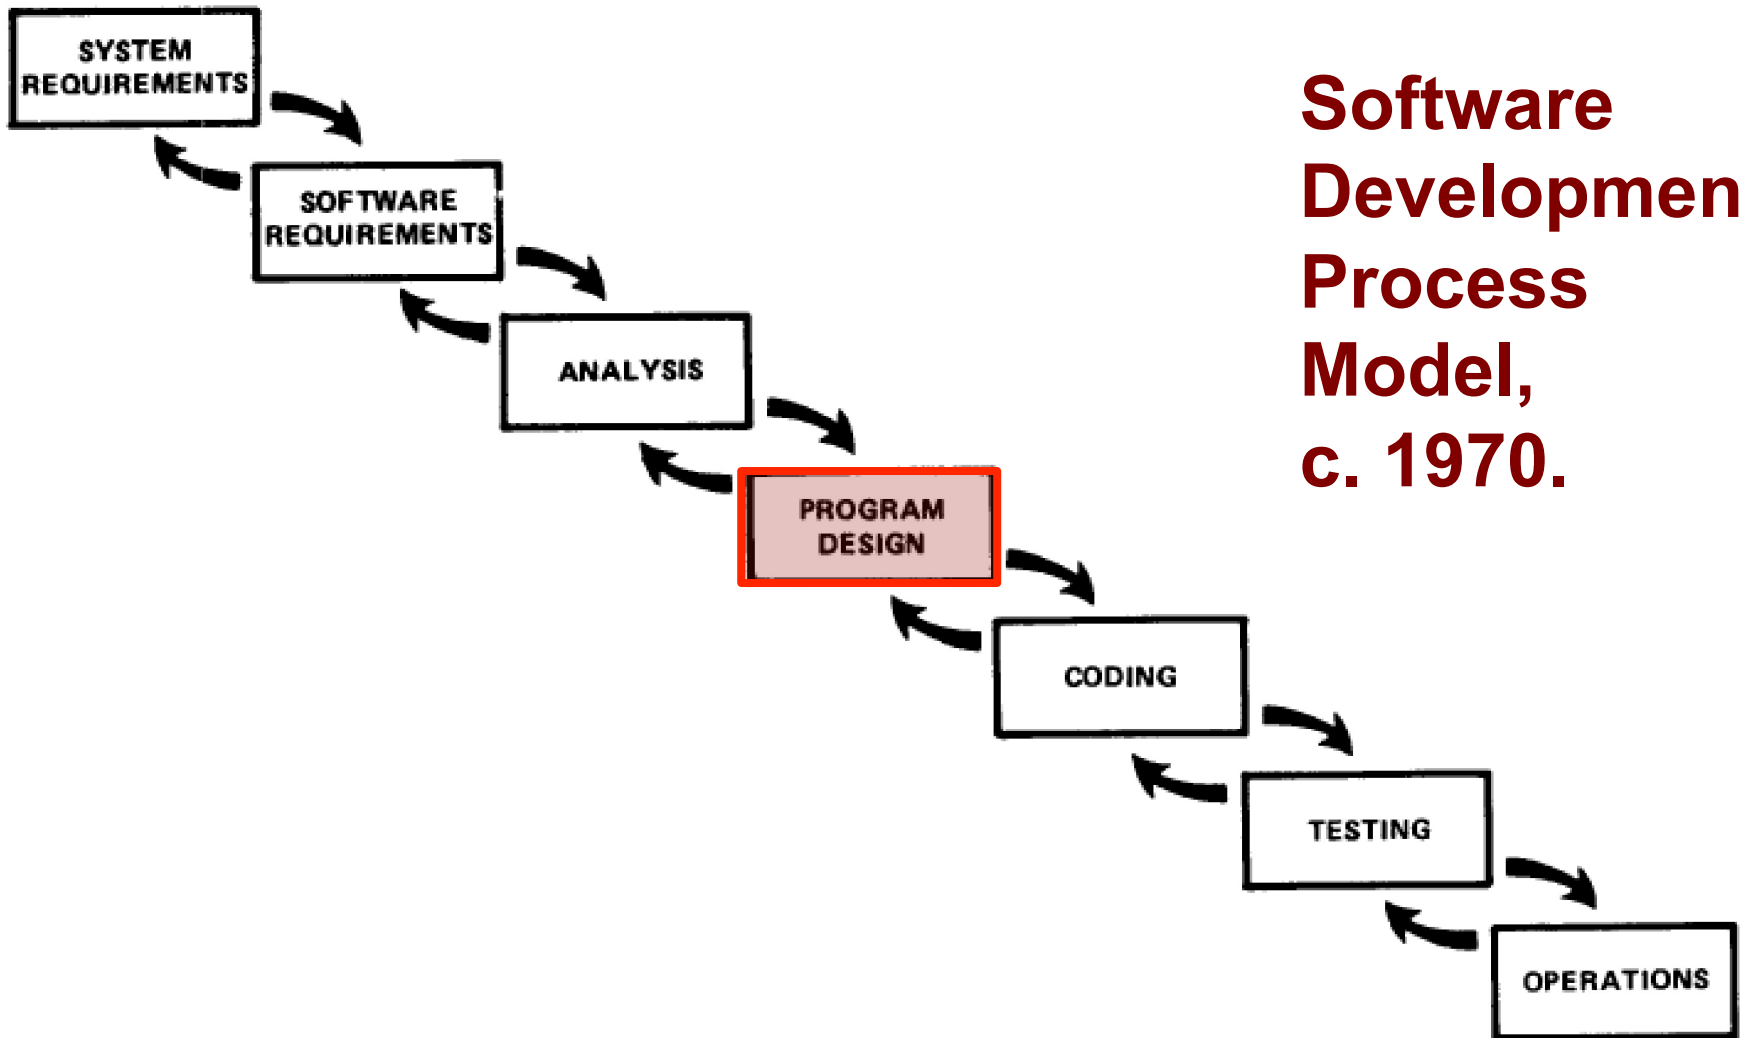 SYSTEM
REQUIREMENTS
SOFTWARE
REQUIREMENTS
ANALYSIS
PROGRAM
DESIGN
CODING
TESTING
OPERATIONS
Software
Developmen
Process
Model,
c. 1970.